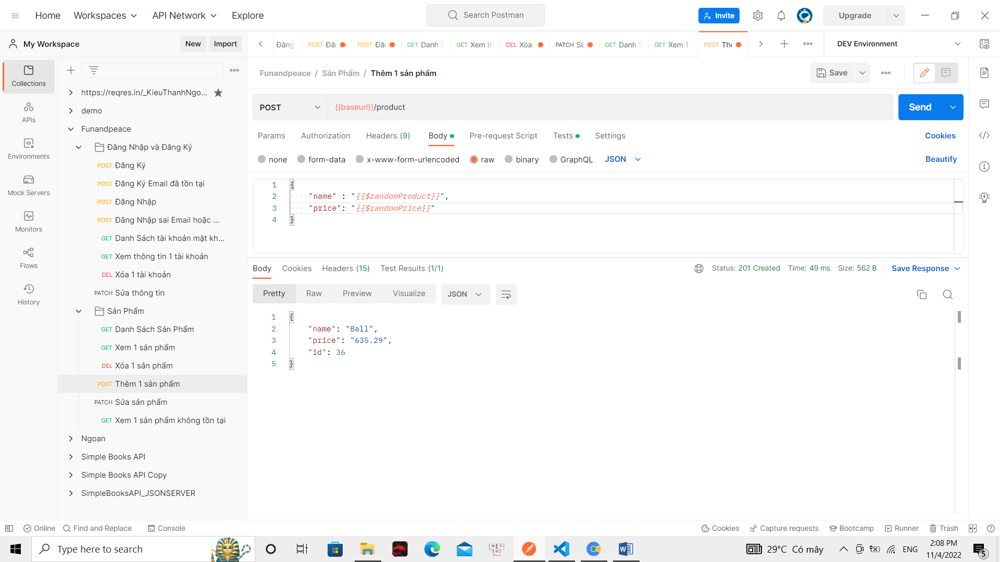 Home
Workspaces
API Network
Explore
Search Postman
Invite
Upgrade
My Workspace
New
Import
Đăng
POST Đăi
POST Đăi
GET Danh S
GET Xem th
DEL Xóa
PATCH Sử
GET Danh S
GET Xem 1
POST Thê
DEV Environment
Collections
APIs
Environments
Mock Servers
Monitors
Flows
History
https://reqres.in/_KieuThanhNgo...
demo
Funandpeace
Đăng Nhập và Đăng Ký
POST Đăng Ký
POST Đăng Ký Email đã tồn tại
POST Đăng Nhập
POST Đăng Nhập sai Email hoặc ...
GET Danh Sách tài khoản mật kh...
GET Xem thông tin 1 tài khoản
DEL Xóa 1 tài khoản
PATCH Sửa thông tin
Sản Phẩm
GET Danh Sách Sản Phẩm
GET Xem 1 sản phẩm
DEL Xóa 1 sản phẩm
POST Thêm 1 sản phẩm
PATCH Sửa sản phẩm
GET Xem 1 sản phẩm không tồn tại
Ngoan
Simple Books API
Simple Books API Copy
SimpleBooksAPI_JSONSERVER
Funandpeace / Sản Phẩm / Thêm 1 sản phẩm
Save
POST
{{baseurl}}/product
Send
Params
Authorization
Headers (9)
Body
Pre-request Script
Tests
Settings
Cookies
none
form-data
x-www-form-urlencoded
raw
binary
GraphQL
JSON
Beautify
1 {
2 "name" : "{{$randomProduct}}",
3 "price": "{{$randomPrice}}"
4 }
Body
Cookies
Headers (15)
Test Results (1/1)
Status: 201 Created
Time: 49 ms
Size: 562 B
Save Response
Pretty
Raw
Preview
Visualize
JSON
1 {
2 "name": "Ball",
3 "price": "635.29",
4 "id": 36
5 }
Online
Find and Replace
Console
Cookies
Capture requests
Bootcamp
Runner
Trash
Type here to search
29°C Có mây
ENG
2:08 PM
11/4/2022
5